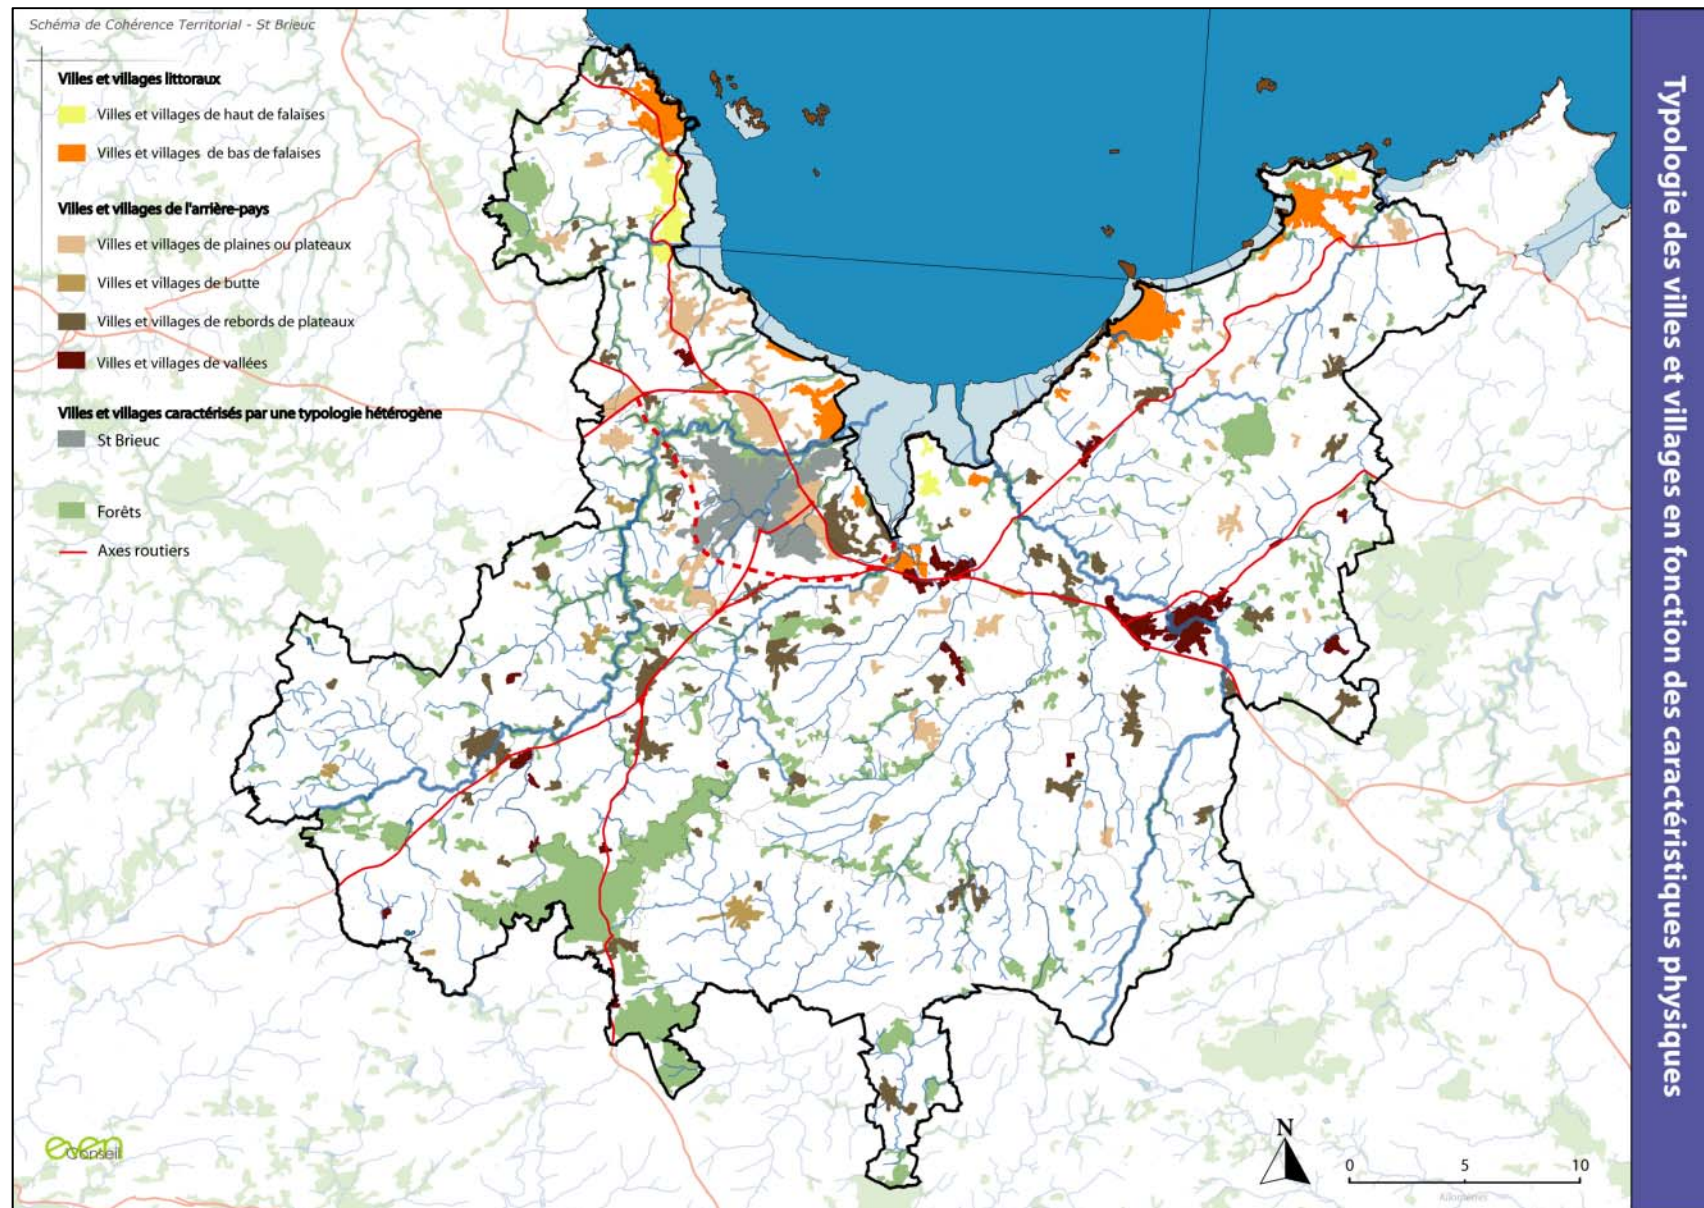 Schéma de Cohérence Territorial - St Brieuc
Villes et villages littoraux
Villes et villages de haut de falaises
Villes et villages de bas de falaises
Villes et villages de l'arrière-pays
Villes et villages de plaines ou plateaux
Villes et villages de butte
Villes et villages de rebords de plateaux
Villes et villages de vallées
Villes et villages caractérisés par une typologie hétérogène
St Brieuc
Forêts
Axes routiers
Typologie des villes et villages en fonction des caractéristiques physiques
even
Conseil
N
0 5 10